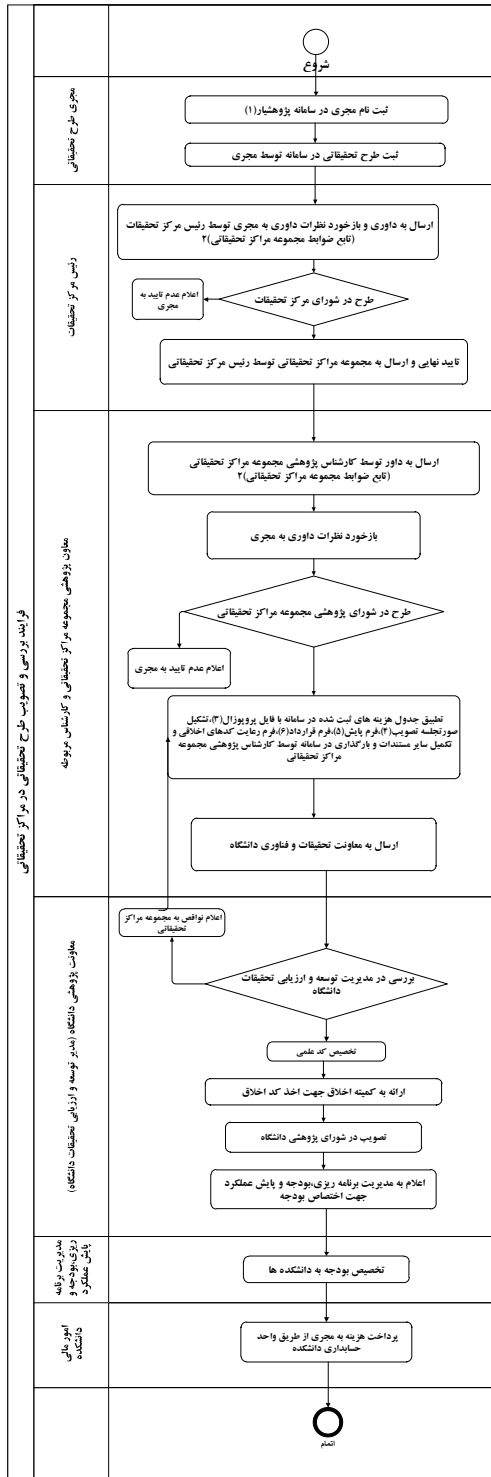 فرایند بررسی و تصویب طرح تحقیقاتی در مراکز تحقیقاتی
مجری طرح تحقیقاتی
شروع
ثبت نام مجری در سامانه پژوهشیار(۱)
ثبت طرح تحقیقاتی در سامانه توسط مجری
رئیس مرکز تحقیقات
ارسال به داوری و بازخورد نظرات داوری به مجری توسط رئیس مرکز تحقیقات
(تابع ضوابط مجموعه مراکز تحقیقاتی)۲
طرح در شورای مرکز تحقیقات
اعلام عدم تایید به
مجری
تایید نهایی و ارسال به مجموعه مراکز تحقیقاتی توسط رئیس مرکز تحقیقاتی
معاون پژوهشی مجموعه مراکز تحقیقاتی و کارشناس مربوطه
ارسال به داور توسط کارشناس پژوهشی مجموعه مراکز تحقیقاتی
(تابع ضوابط مجموعه مراکز تحقیقاتی)۲
بازخورد نظرات داوری به مجری
طرح در شورای پژوهشی مجموعه مراکز تحقیقاتی
اعلام عدم تایید به مجری
تطبیق جدول هزینه های ثبت شده در سامانه با فایل پروپوزال(۳)،تشکیل
صورتجلسه تصویب(۴)،فرم پایش(۵)،فرم قرارداد(۶)،فرم رعایت کدهای اخلاقی و
تکمیل سایر مستندات و بارگذاری در سامانه توسط کارشناس پژوهشی مجموعه
مراکز تحقیقاتی
ارسال به معاونت تحقیقات و فناوری دانشگاه
معاونت پژوهشی دانشگاه (مدیر توسعه و ارزیابی تحقیقات دانشگاه)
اعلام نواقص به مجموعه مراکز
تحقیقاتی
بررسی در مدیریت توسعه و ارزیابی تحقیقات
دانشگاه
تخصیص کد علمی
ارائه به کمیته اخلاق جهت اخذ کد اخلاق
تصویب در شورای پژوهشی دانشگاه
اعلام به مدیریت برنامه ریزی،بودجه و پایش عملکرد
جهت اختصاص بودجه
مدیریت برنامه
ریزی،بودجه و
پایش عملکرد
تخصیص بودجه به دانشکده ها
امور مالی
دانشکده
پرداخت هزینه به مجری از طریق واحد
حسابداری دانشکده
اتمام